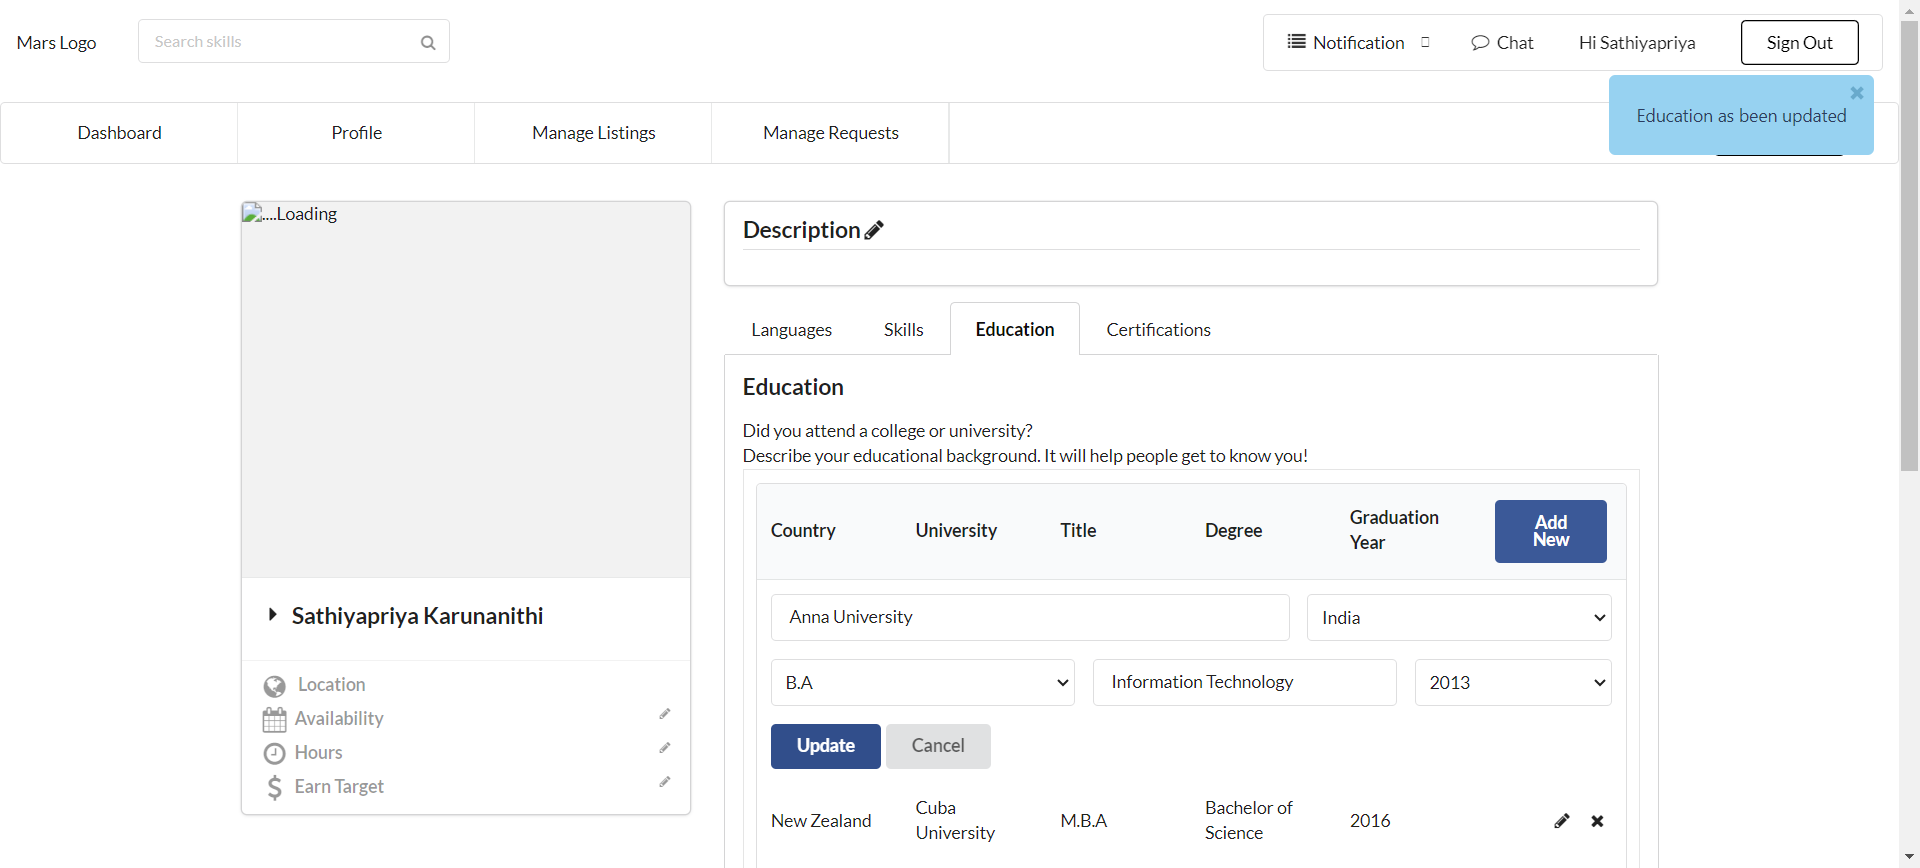 Mars Logo
Search skills
Notification
Chat
Hi Sathiyapriya
Sign Out
Education as been updated
Dashboard
Profile
Manage Listings
Manage Requests
....Loading
Sathiyapriya Karunanithi
Location
Availability
Hours
Earn Target
Description
Languages
Skills
Education
Certifications
Education
Did you attend a college or university?
Describe your educational background. It will help people get to know you!
Country
University
Title
Degree
Graduation
Year
Add
New
Anna University
India
B.A
Information Technology
2013
Update
Cancel
New Zealand
Cuba
University
M.B.A
Bachelor of
Science
2016